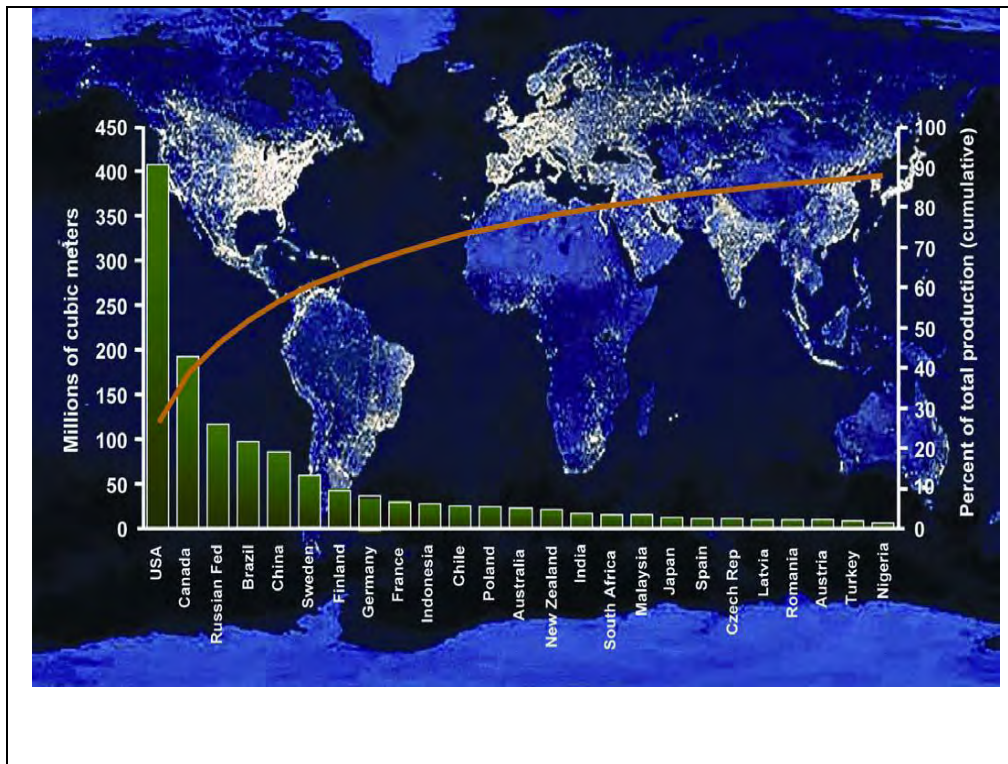 450
400
350
300
250
200
150
100
50
0
Millions of cubic meters
100
90
80
70
60
50
40
30
20
10
0
Percent of total production (cumulative)
USA
Canada
Russian Fed
Brazil
China
Sweden
Finland
Germany
France
Indonesia
Chile
Poland
Australia
New Zealand
India
South Africa
Malaysia
Japan
Spain
Czech Rep
Latvia
Romania
Austria
Turkey
Nigeria